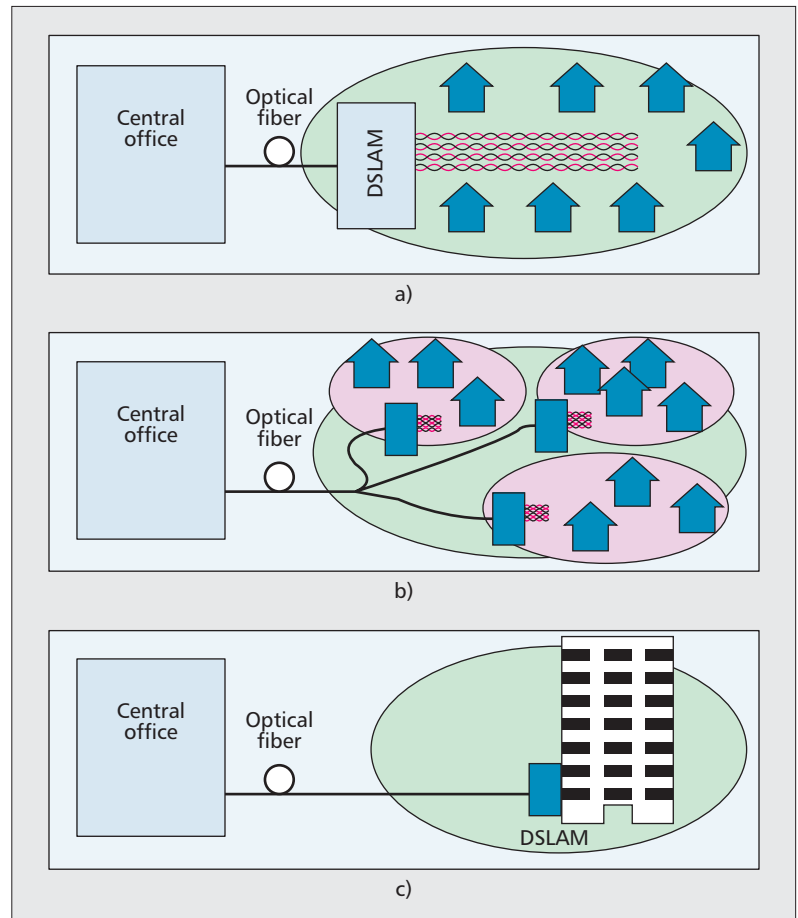 Central
office
Optical
fiber
DSLAM
a)
Central
office
Optical
fiber
b)
Central
office
Optical
fiber
DSLAM
c)